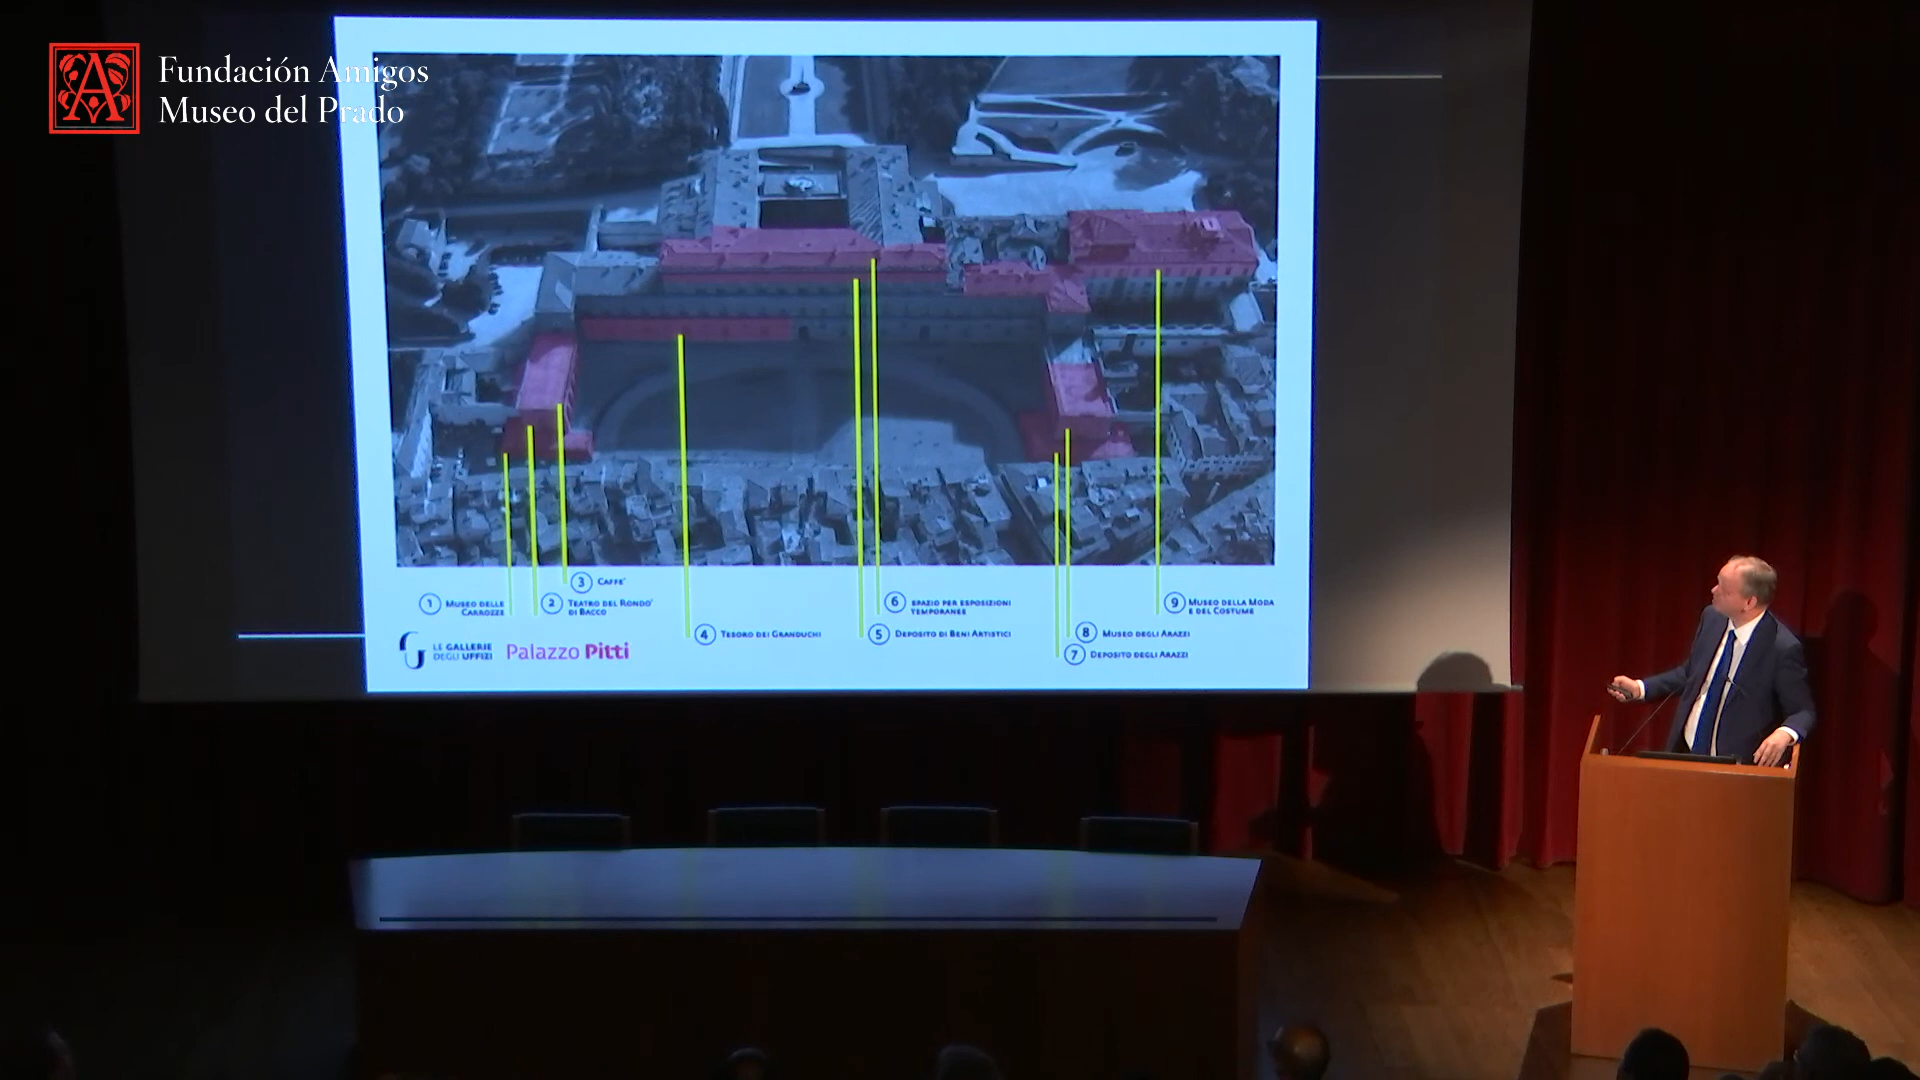 Fundación Amigos
Museo del Prado
1 MUSEO DELLE
CARROZZE
2 TEATRO DEL RONDO'
DI BACCO
3 CAFFE'
4 TESORO DEI GRANDUCHI
5 DEPOSITO DI BENI ARTISTICI
6 SPAZIO PER ESPOSIZIONI
TEMPORANEE
7 DEPOSITO DEGLI ARAZZI
8 MUSEO DEGLI ARAZZI
9 MUSEO DELLA MODA
E DEL COSTUME
LE GALLERIE
DEGLI UFFIZI
Palazzo Pitti